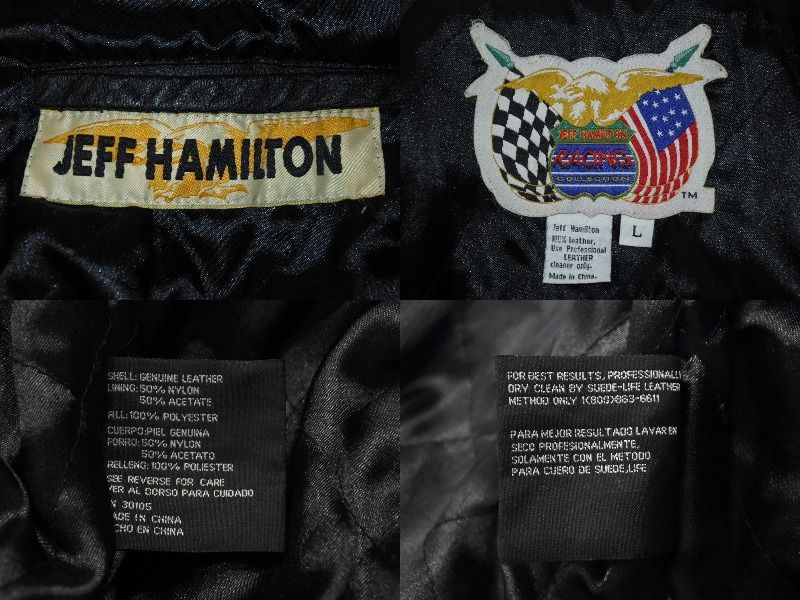 JEFF HAMILTON
JEFF HAMILTON
RACING
COLLECTION
TM
Jeff Hamilton
100% leather.
Use Professional
LEATHER
cleaner only.
Made in China.
L
SHELL: GENUINE LEATHER
LINING: 50% NYLON
50% ACETATE
FILL: 100% POLYESTER
CUERPO: PIEL GENUINA
FORRO: 50% NYLON
50% ACETATO
RELLENO: 100% POLIESTER
SEE REVERSE FOR CARE
VER AL DORSO PARA CUIDADO
N 30105
ADE IN CHINA
CHO EN CHINA
FOR BEST RESULTS, PROFESSIONALL
DRY CLEAN BY SUEDE-LIFE LEATHER
METHOD ONLY 1(800)863-6611
PARA MEJOR RESULTADO LAVAR EN
SECO PROFESIONALMENTE,
SOLAMENTE CON EL METODO
PARA CUERO DE SUEDE,LIFE